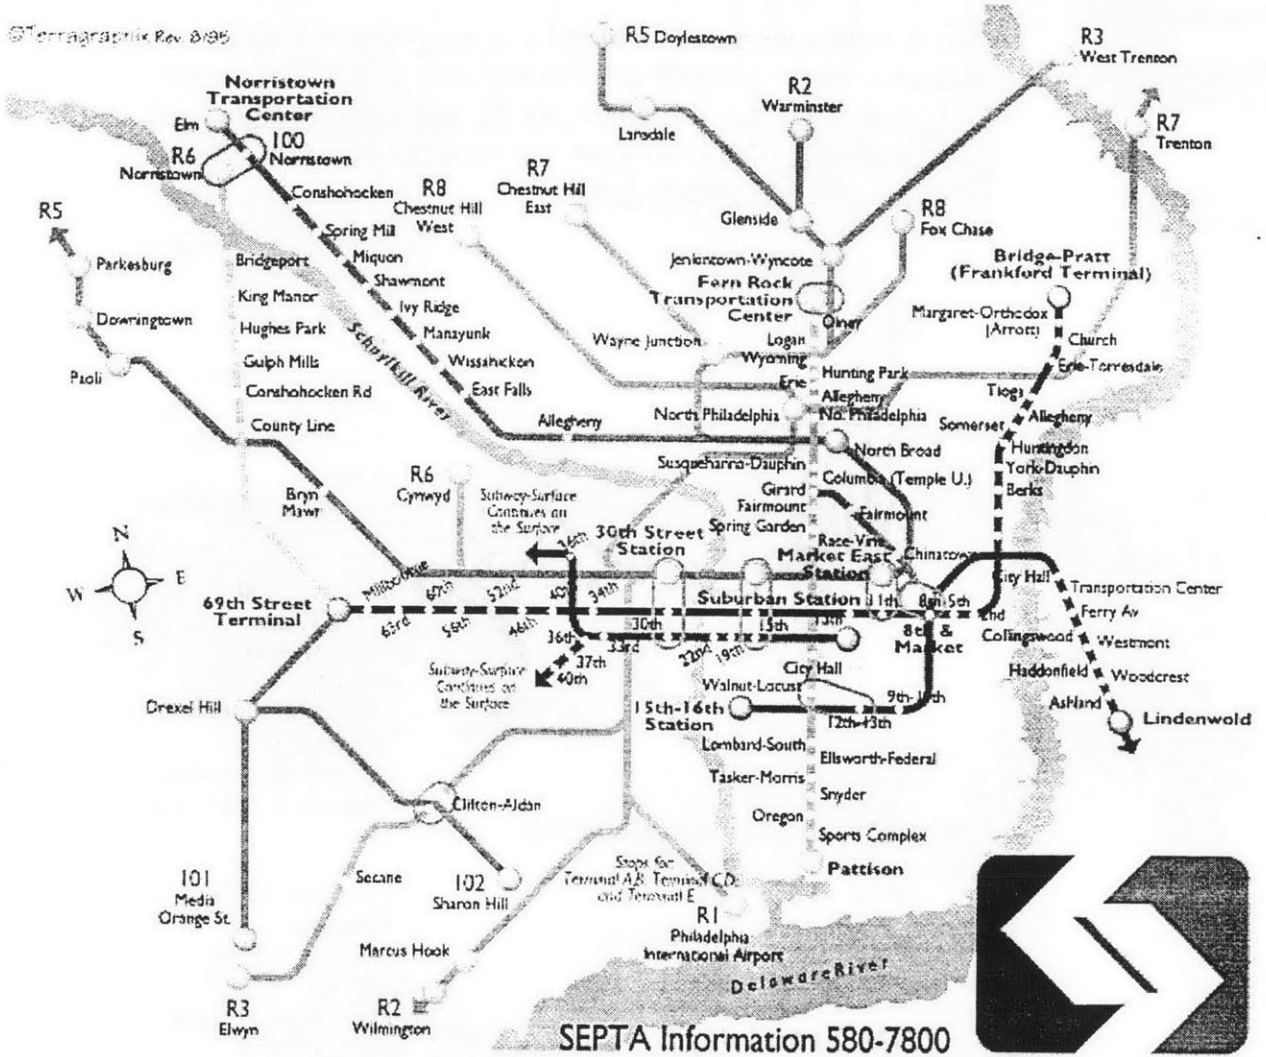 ©Terragraphix Rev. 8/95
R5 Doylestown
R3
West Trenton
Norristown
Transportation
Center
R2
Warminster
Elm
100
Norristown
Lansdale
R7
Trenton
R6
Norristown
R7
Chestnut Hill
East
R8
Chestnut Hill
West
Conshohocken
R5
Glenside
R8
Fox Chase
Spring Mill
Parkesburg
Bridgeport
Miquon
Jenkintown-Wyncote
Bridge-Pratt
(Frankford Terminal)
Shawmont
Fern Rock
Transportation
Center
King Manor
Ivy Ridge
Margaret-Orthodox
(Arrott)
Downingtown
Hughes Park
Schuylkill River
Manayunk
Olney
Wayne Junction
Logan
Church
Gulph Mills
Wissahickon
Wyoming
Erie-Torresdale
Paoli
Conshohocken Rd
East Falls
Erie
Hunting Park
Tioga
Allegheny
County Line
Allegheny
North Philadelphia
No. Philadelphia
Somerset
Allegheny
North Broad
Huntingdon
Susquehanna-Dauphin
York-Dauphin
R6
Cynwyd
Columbia (Temple U.)
Bryn
Mawr
Subway-Surface
Continues on
the Surface
Girard
Berks
Fairmount
Fairmount
30th Street
Station
Spring Garden
Race-Vine
36th
Market East
Station
Chinatown
N
W E
S
Millbourne
60th
52nd
40th
34th
City Hall
Transportation Center
69th Street
Terminal
Suburban Station
11th
8th-5th
2nd
Ferry Av
63rd
56th
46th
30th
15th
13th
8th &
Market
Collingswood
Westmont
36th
33rd
22nd
19th
37th
40th
City Hall
Haddonfield
Woodcrest
Subway-Surface
Continues on
the Surface
Walnut-Locust
9th-10th
Ashland
Drexel Hill
15th-16th
Station
12th-13th
Lindenwold
Lombard-South
Ellsworth-Federal
Tasker-Morris
Snyder
Clifton-Aldan
Oregon
Sports Complex
Pattison
101
Media
Orange St.
Secane
102
Sharon Hill
Stops for:
Terminal A,B, Terminal C,D,
and Terminal E
R1
Philadelphia
International Airport
Marcus Hook
Delaware River
R3
Elwyn
R2
Wilmington
SEPTA Information 580-7800